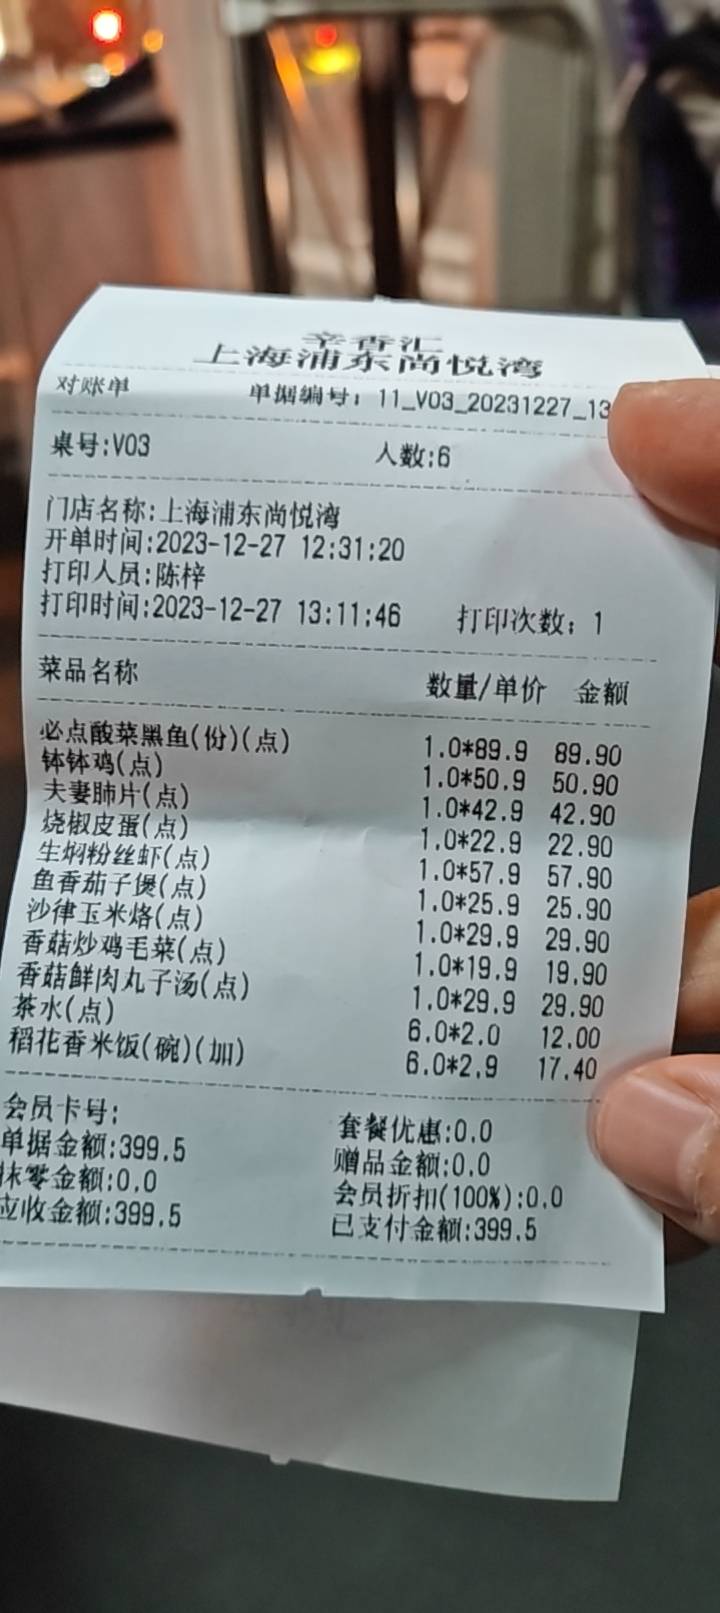 辛香汇
上海浦东尚悦湾
对账单 单据编号: 11_V03_20231227_13
桌号:V03 人数:6
门店名称:上海浦东尚悦湾
开单时间:2023-12-27 12:31:20
打印人员:陈梓
打印时间:2023-12-27 13:11:46 打印次数: 1
菜品名称 数量/单价 金额
必点酸菜黑鱼(份)(点) 1.0*89.9 89.90
钵钵鸡(点) 1.0*50.9 50.90
夫妻肺片(点) 1.0*42.9 42.90
烧椒皮蛋(点) 1.0*22.9 22.90
生焖粉丝虾(点) 1.0*57.9 57.90
鱼香茄子煲(点) 1.0*25.9 25.90
沙律玉米烙(点) 1.0*29.9 29.90
香菇炒鸡毛菜(点) 1.0*19.9 19.90
香菇鲜肉丸子汤(点) 1.0*29.9 29.90
茶水(点) 6.0*2.0 12.00
稻花香米饭(碗)(加) 6.0*2.9 17.40
会员卡号: 套餐优惠:0.0
单据金额:399.5 赠品金额:0.0
抹零金额:0.0 会员折扣(100%):0.0
应收金额:399.5 已支付金额:399.5